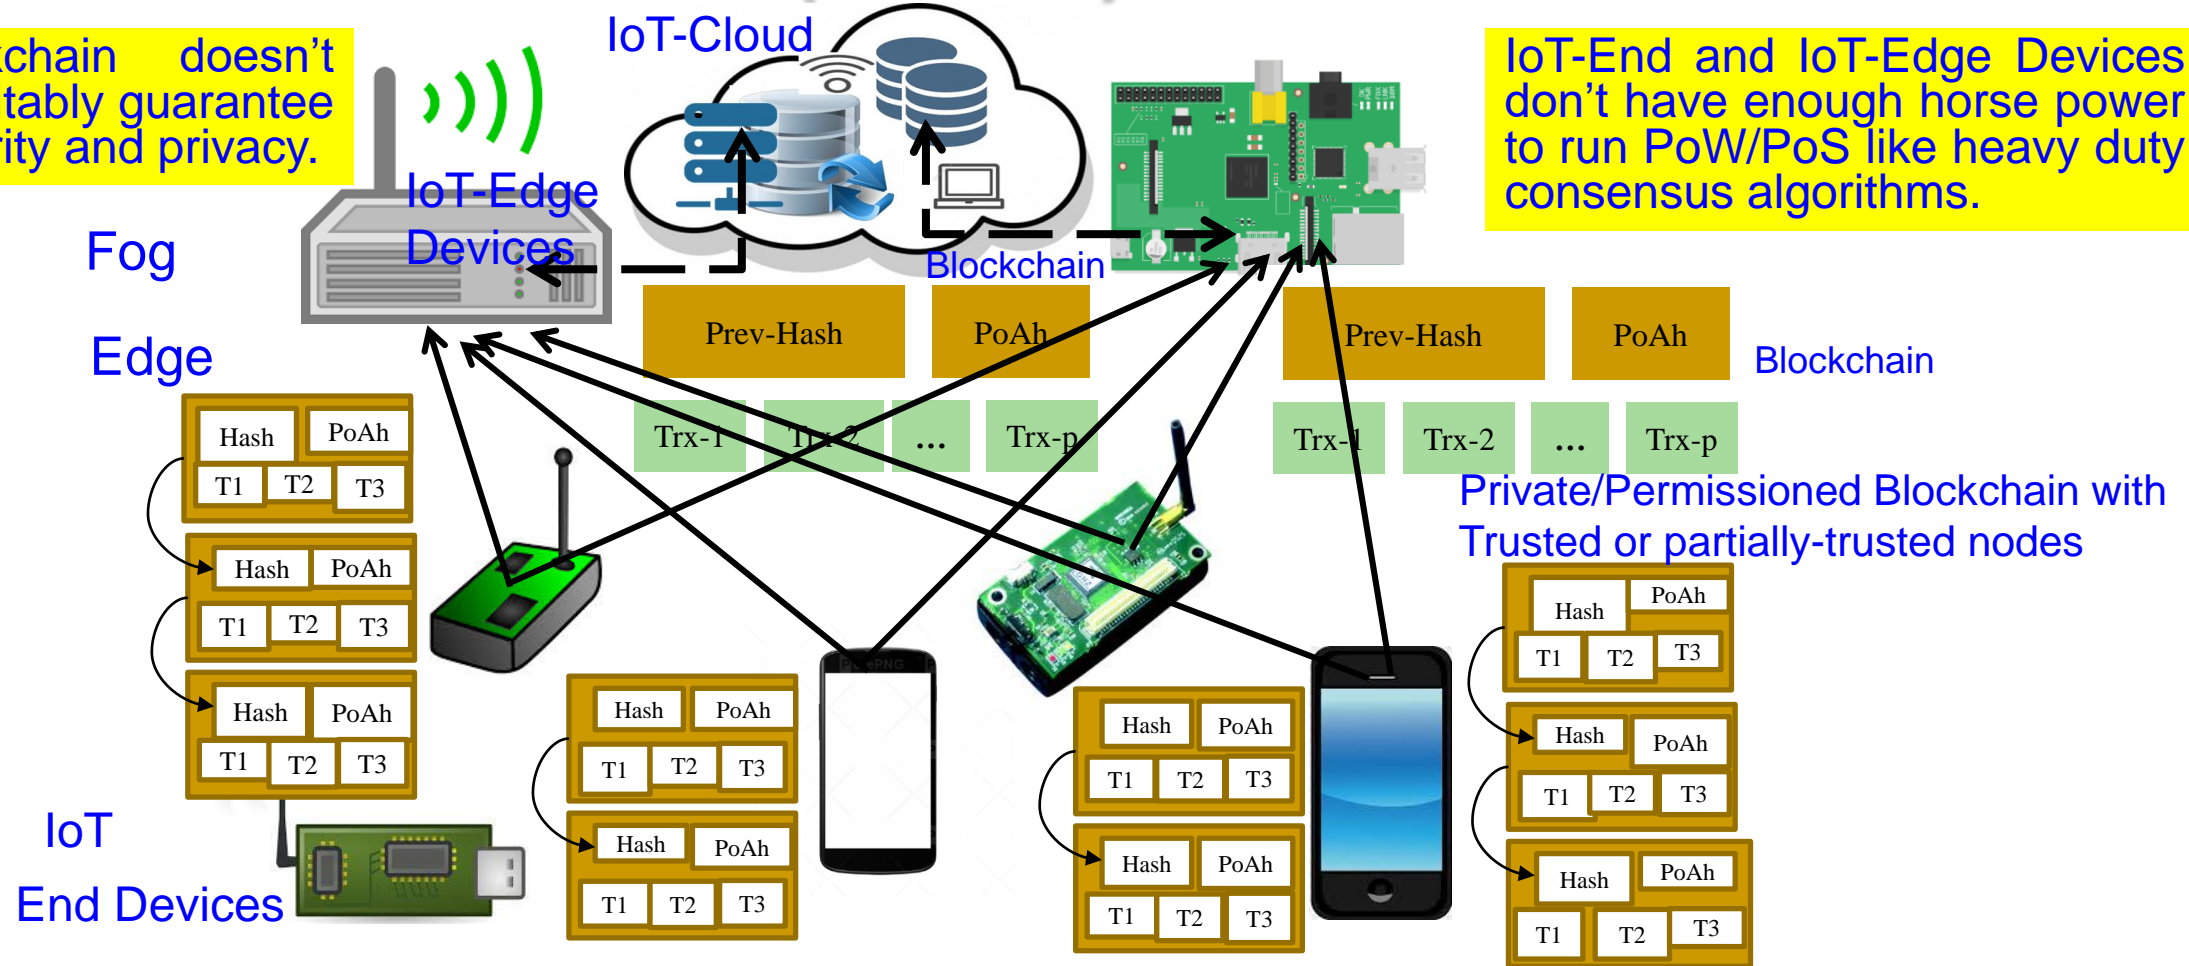 doesn't
guarantee
and privacy.
IoT-Cloud
IoT-End and IoT-Edge Devices
don't have enough horse power
to run PoW/PoS like heavy duty
consensus algorithms.
IoT-Edge
Devices
Fog
Blockchain
Prev-Hash PoAh
Prev-Hash PoAh
Edge
Blockchain
Trx-1 Trx-2 ... Trx-p
Trx-1 Trx-2 ... Trx-p
Private/Permissioned Blockchain with
Trusted or partially-trusted nodes
Hash PoAh
T1 T2 T3
Hash PoAh
T1 T2 T3
Hash PoAh
T1 T2 T3
Hash PoAh
T1 T2 T3
Hash PoAh
T1 T2 T3
Hash PoAh
T1 T2 T3
Hash PoAh
T1 T2 T3
Hash PoAh
T1 T2 T3
Hash PoAh
T1 T2 T3
Hash PoAh
T1 T2 T3
IoT
End Devices